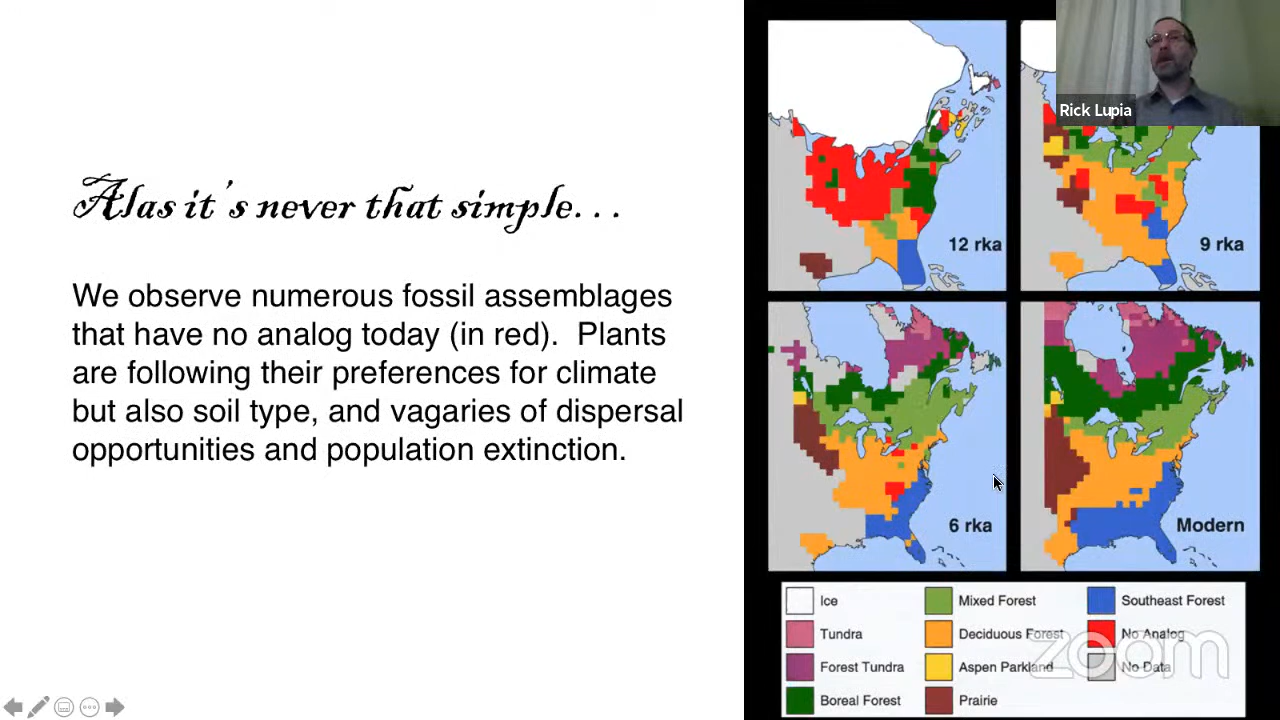 Alas it's never that simple...
We observe numerous fossil assemblages
that have no analog today (in red).  Plants
are following their preferences for climate
but also soil type, and vagaries of dispersal
opportunities and population extinction.
Rick Lupia
12 rka
9 rka
6 rka
Modern
Ice
Mixed Forest
Southeast Forest
Tundra
Deciduous Forest
No Analog
Forest Tundra
Aspen Parkland
No Data
Boreal Forest
Prairie
zoom